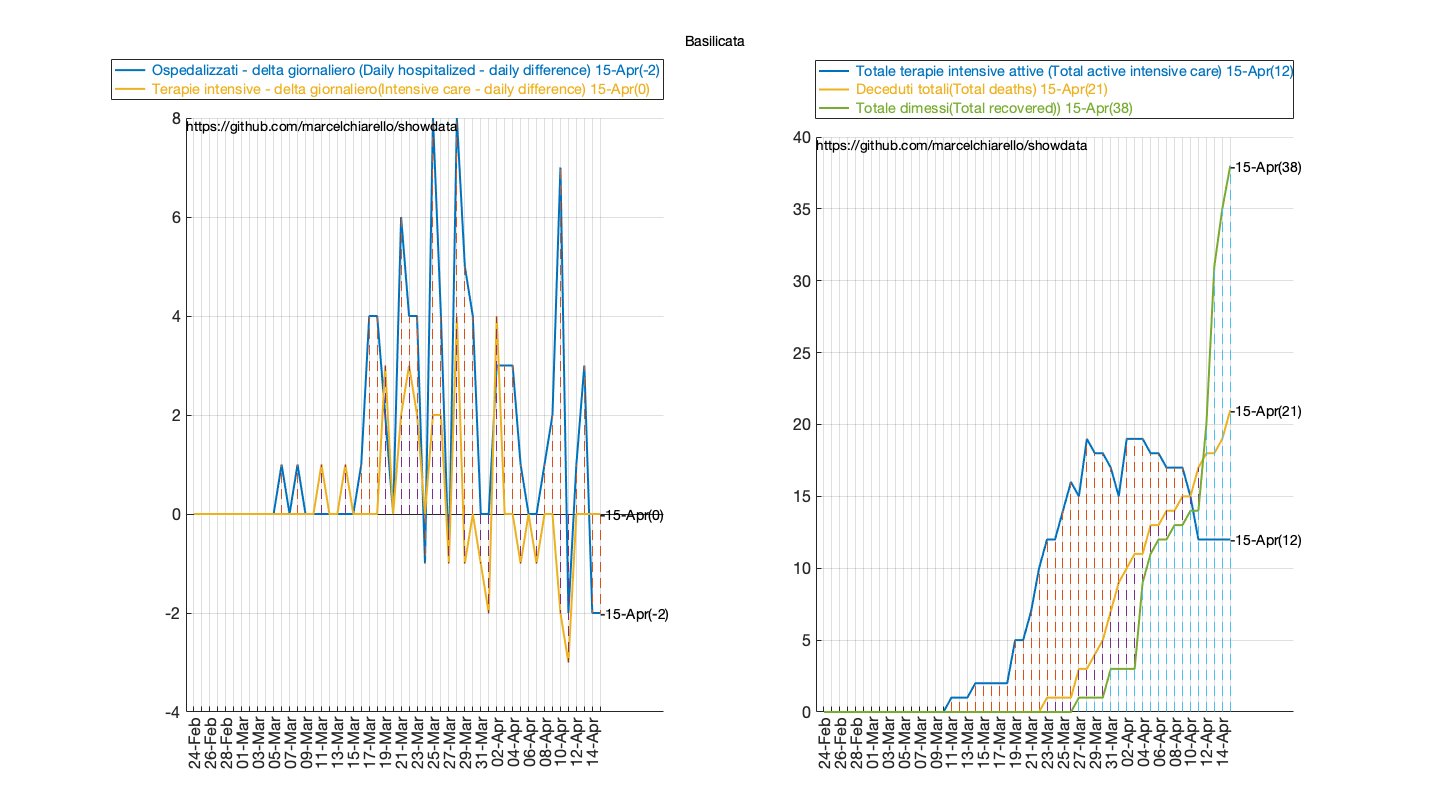 Basilicata
Ospedalizzati - delta giornaliero (Daily hospitalized - daily difference) 15-Apr(-2)
Terapie intensive - delta giornaliero(Intensive care - daily difference) 15-Apr(0)
8
https://github.com/marcelchiarello/showdata
6
4
2
0
-15-Apr(0)
-2
-15-Apr(-2)
-4
24-Feb
26-Feb
28-Feb
01-Mar
03-Mar
05-Mar
07-Mar
09-Mar
11-Mar
13-Mar
15-Mar
17-Mar
19-Mar
21-Mar
23-Mar
25-Mar
27-Mar
29-Mar
31-Mar
02-Apr
04-Apr
06-Apr
08-Apr
10-Apr
12-Apr
14-Apr
Totale terapie intensive attive (Total active intensive care) 15-Apr(12)
Deceduti totali(Total deaths) 15-Apr(21)
Totale dimessi(Total recovered)) 15-Apr(38)
40
https://github.com/marcelchiarello/showdata
-15-Apr(38)
35
30
25
20
-15-Apr(21)
15
-15-Apr(12)
10
5
0
24-Feb
26-Feb
28-Feb
01-Mar
03-Mar
05-Mar
07-Mar
09-Mar
11-Mar
13-Mar
15-Mar
17-Mar
19-Mar
21-Mar
23-Mar
25-Mar
27-Mar
29-Mar
31-Mar
02-Apr
04-Apr
06-Apr
08-Apr
10-Apr
12-Apr
14-Apr